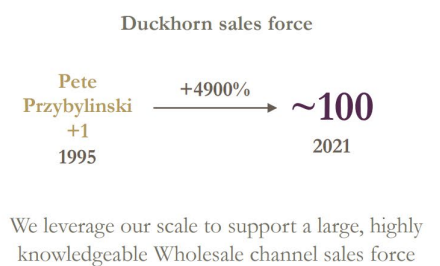 Duckhorn sales force
Pete
Przybylinski
+1
1995
+4900%
~100
2021
We leverage our scale to support a large, highly
knowledgeable Wholesale channel sales force